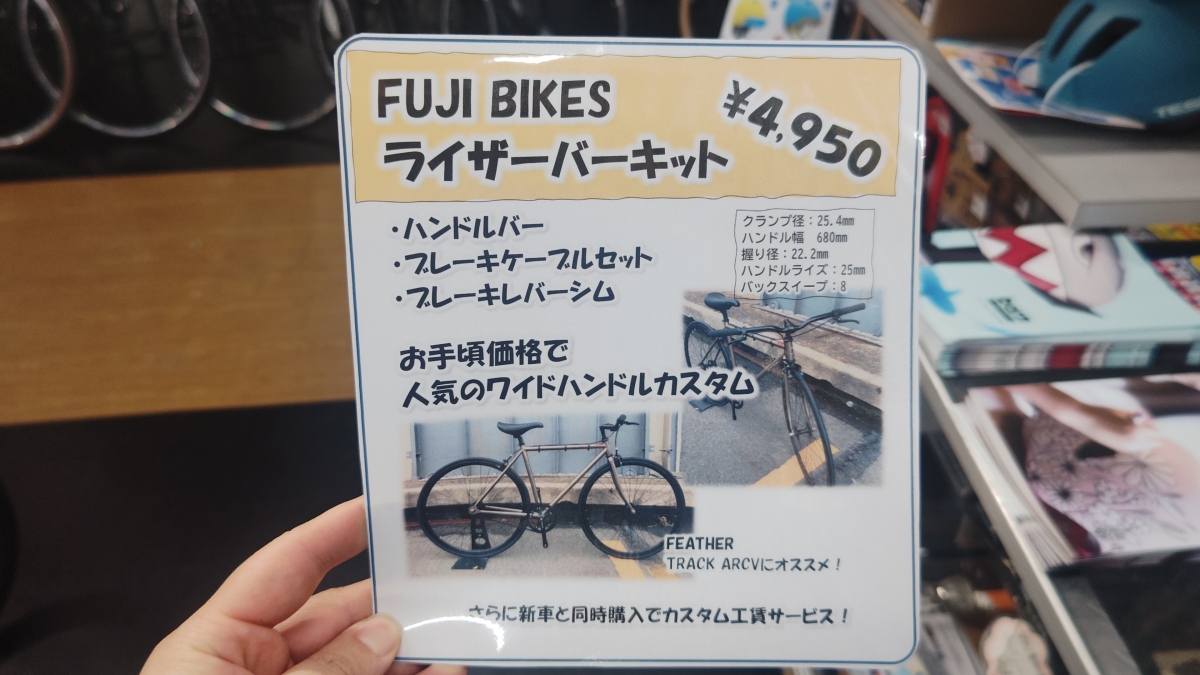 FUJI BIKES
¥4,950
ライザーバーキット
・ハンドルバー
・ブレーキケーブルセット
・ブレーキレバーシム
クランプ径：25.4㎜
ハンドル幅　680㎜
握り径：22.2㎜
ハンドルライズ：25㎜
バックスイープ：8
お手頃価格で
人気のワイドハンドルカスタム
FEATHER
TRACK ARCVにオススメ！
さらに新車と同時購入でカスタム工賃サービス！